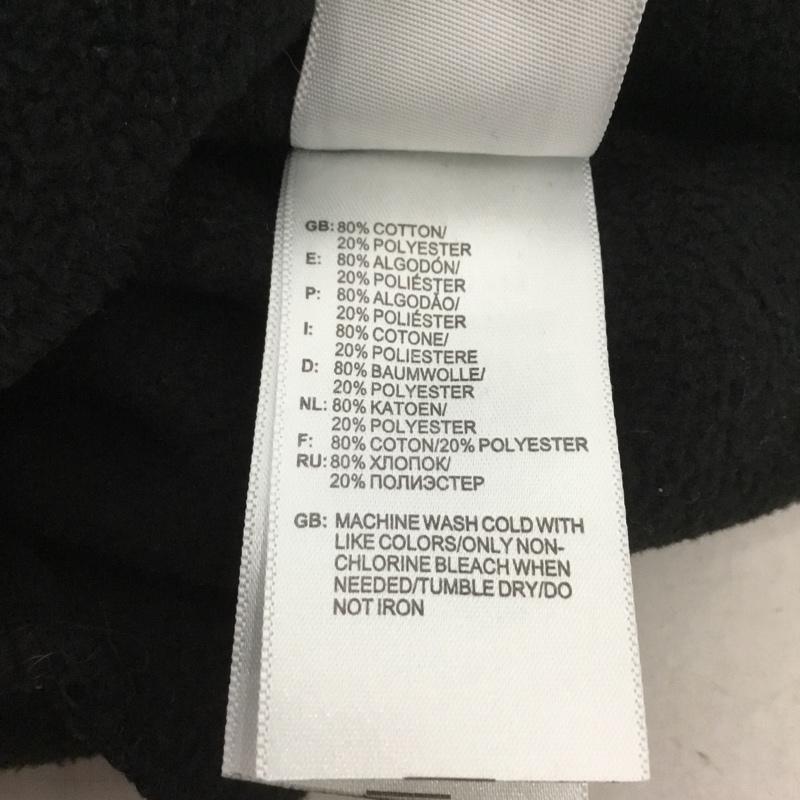 GB: 80% COTTON/
20% POLYESTER
E: 80% ALGODÓN/
20% POLIÉSTER
P: 80% ALGODÃO/
20% POLIÉSTER
I: 80% COTONE/
20% POLIESTERE
D: 80% BAUMWOLLE/
20% POLYESTER
NL: 80% KATOEN/
20% POLYESTER
F: 80% COTON/20% POLYESTER
RU: 80% ХЛОПОК/
20% ПОЛИЭСТЕР
GB: MACHINE WASH COLD WITH
LIKE COLORS/ONLY NON-
CHLORINE BLEACH WHEN
NEEDED/TUMBLE DRY/DO
NOT IRON